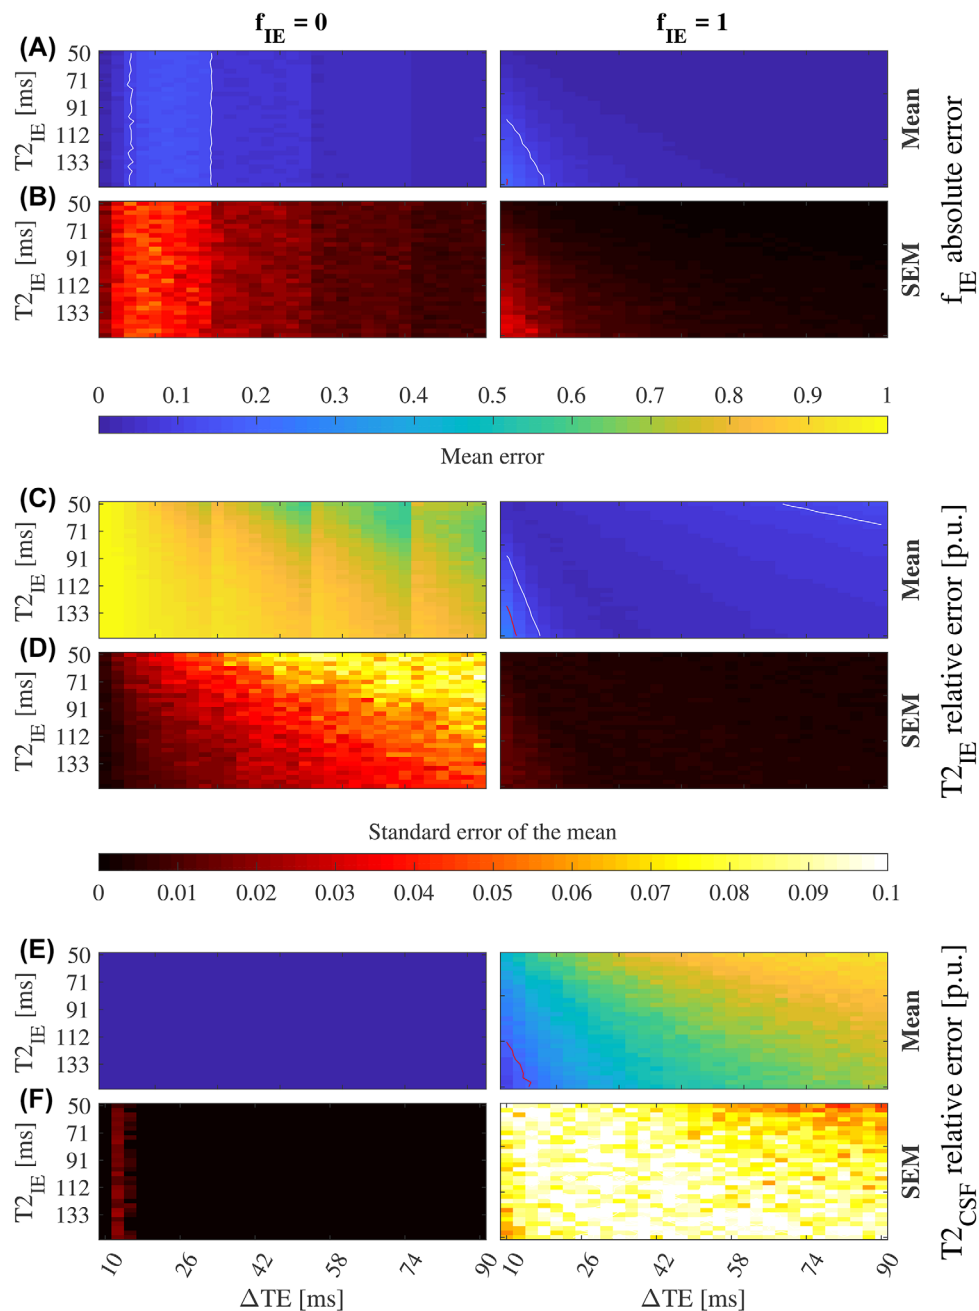 f_IE = 0
f_IE = 1
(A)
50
71
91
112
133
T2_IE [ms]
Mean
(B)
50
71
91
112
133
T2_IE [ms]
SEM
f_IE absolute error
0 0.1 0.2 0.3 0.4 0.5 0.6 0.7 0.8 0.9 1
Mean error
(C)
50
71
91
112
133
T2_IE [ms]
Mean
(D)
50
71
91
112
133
T2_IE [ms]
SEM
T2_IE relative error [p.u.]
Standard error of the mean
0 0.01 0.02 0.03 0.04 0.05 0.06 0.07 0.08 0.09 0.1
(E)
50
71
91
112
133
T2_IE [ms]
Mean
(F)
50
71
91
112
133
T2_IE [ms]
SEM
T2_CSF relative error [p.u.]
10 26 42 58 74 90
10 26 42 58 74 90
ΔTE [ms]
ΔTE [ms]